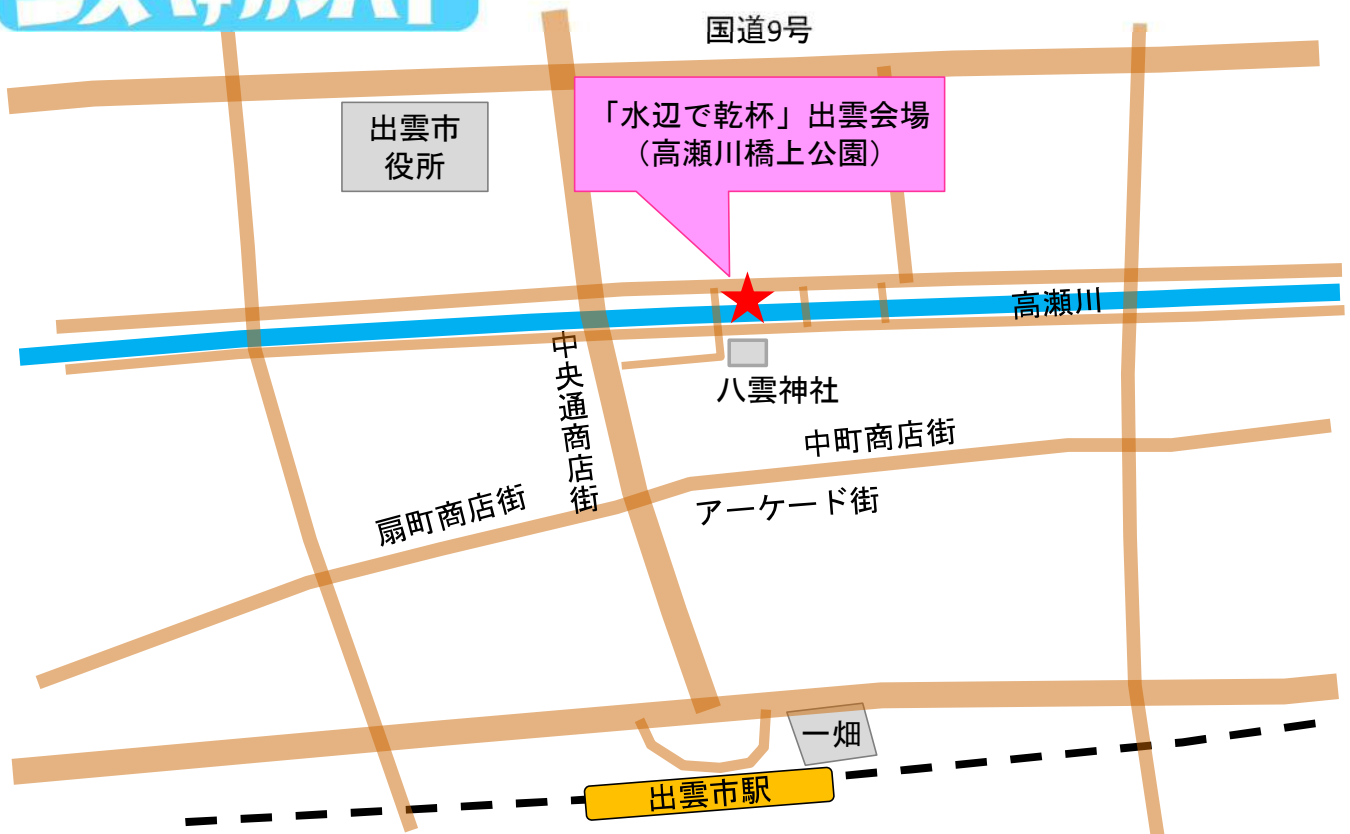 国道9号
出雲市
役所
「水辺で乾杯」出雲会場
（高瀬川橋上公園）
高瀬川
中央通商店街
八雲神社
中町商店街
扇町商店街
アーケード街
一畑
出雲市駅